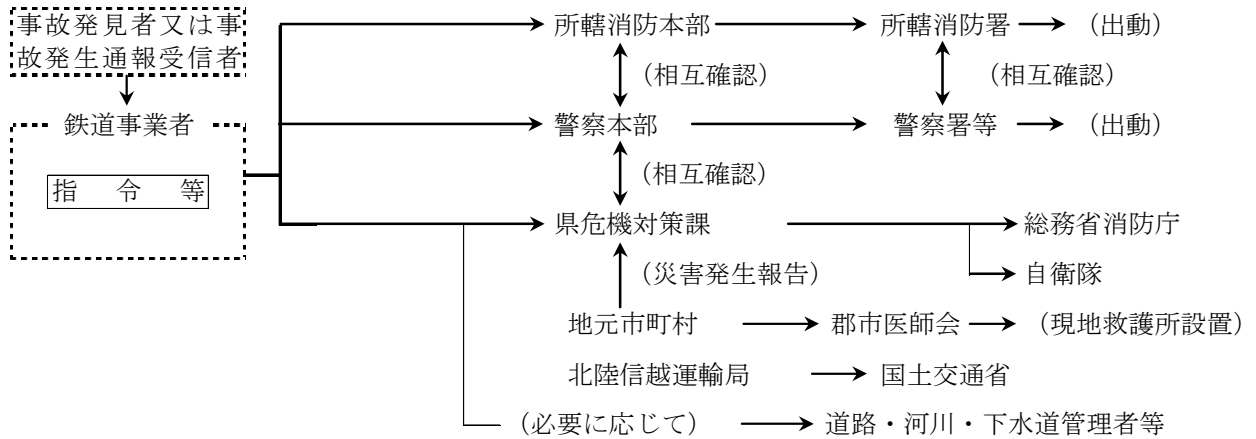 事故発見者又は事
故発生通報受信者
所轄消防本部 所轄消防署 （出動）
（相互確認） （相互確認）
鉄道事業者 警察本部 警察署等 （出動）
指　令　等 （相互確認）
県危機対策課 総務省消防庁
（災害発生報告） 自衛隊
地元市町村 郡市医師会 （現地救護所設置）
北陸信越運輸局 国土交通省
（必要に応じて） 道路・河川・下水道管理者等